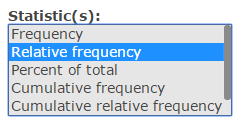 Statistic(s):
Frequency
Relative frequency
Percent of total
Cumulative frequency
Cumulative relative frequency